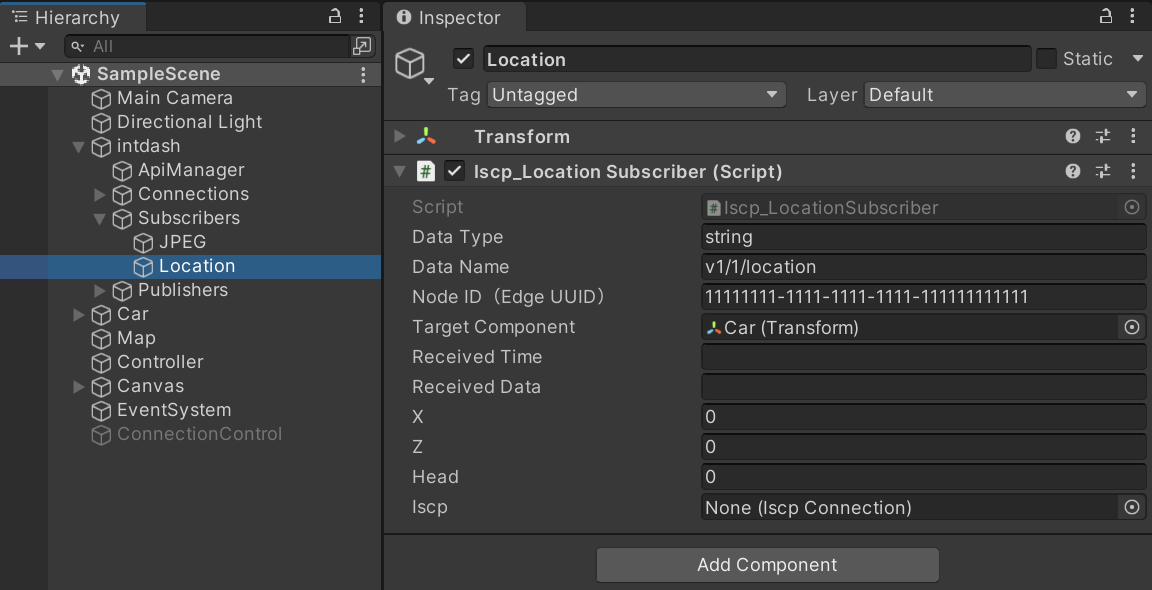 Hierarchy
All
SampleScene
Main Camera
Directional Light
intdash
ApiManager
Connections
Subscribers
JPEG
Location
Publishers
Car
Map
Controller
Canvas
EventSystem
ConnectionControl
Inspector
Location
Static
Tag Untagged Layer Default
Transform
#
Iscp_Location Subscriber (Script)
Script Iscp_LocationSubscriber
Data Type string
Data Name v1/1/location
Node ID（Edge UUID） 11111111-1111-1111-1111-111111111111
Target Component Car (Transform)
Received Time
Received Data
X 0
Z 0
Head 0
Iscp None (Iscp Connection)
Add Component